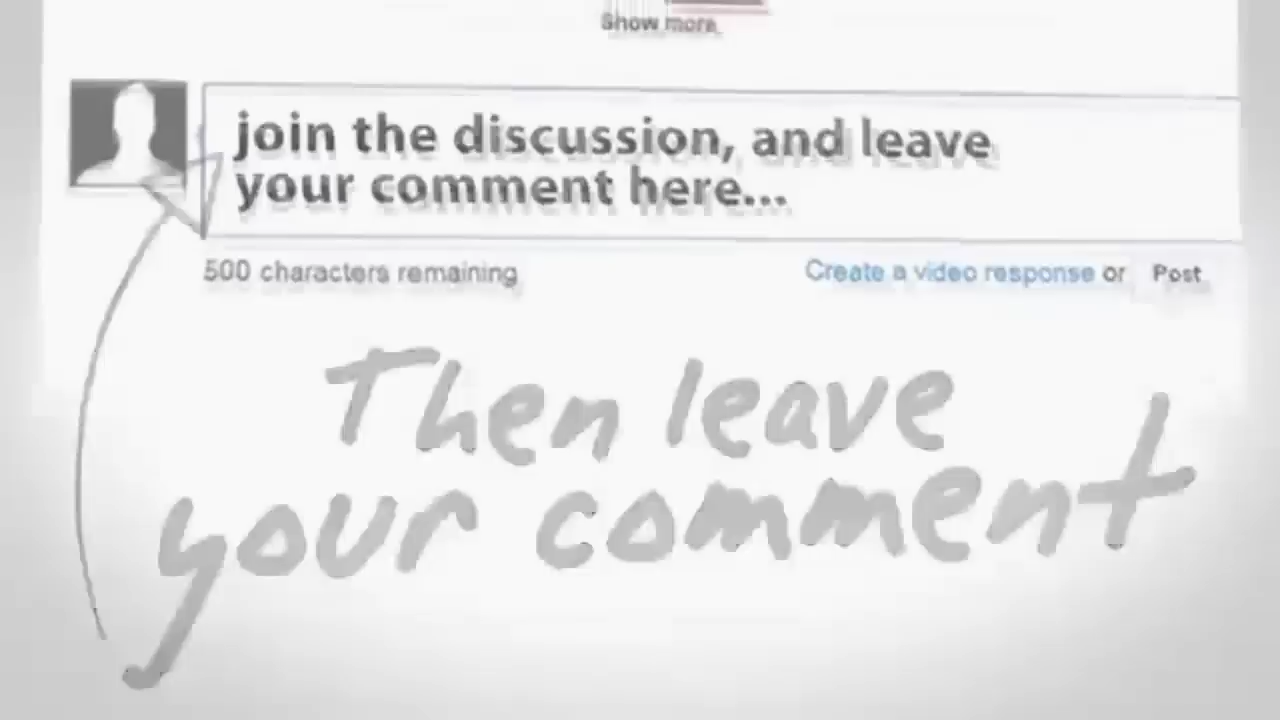 Show more
join the discussion, and leave
your comment here...
500 characters remaining
Create a video response or Post
Then leave
your comment